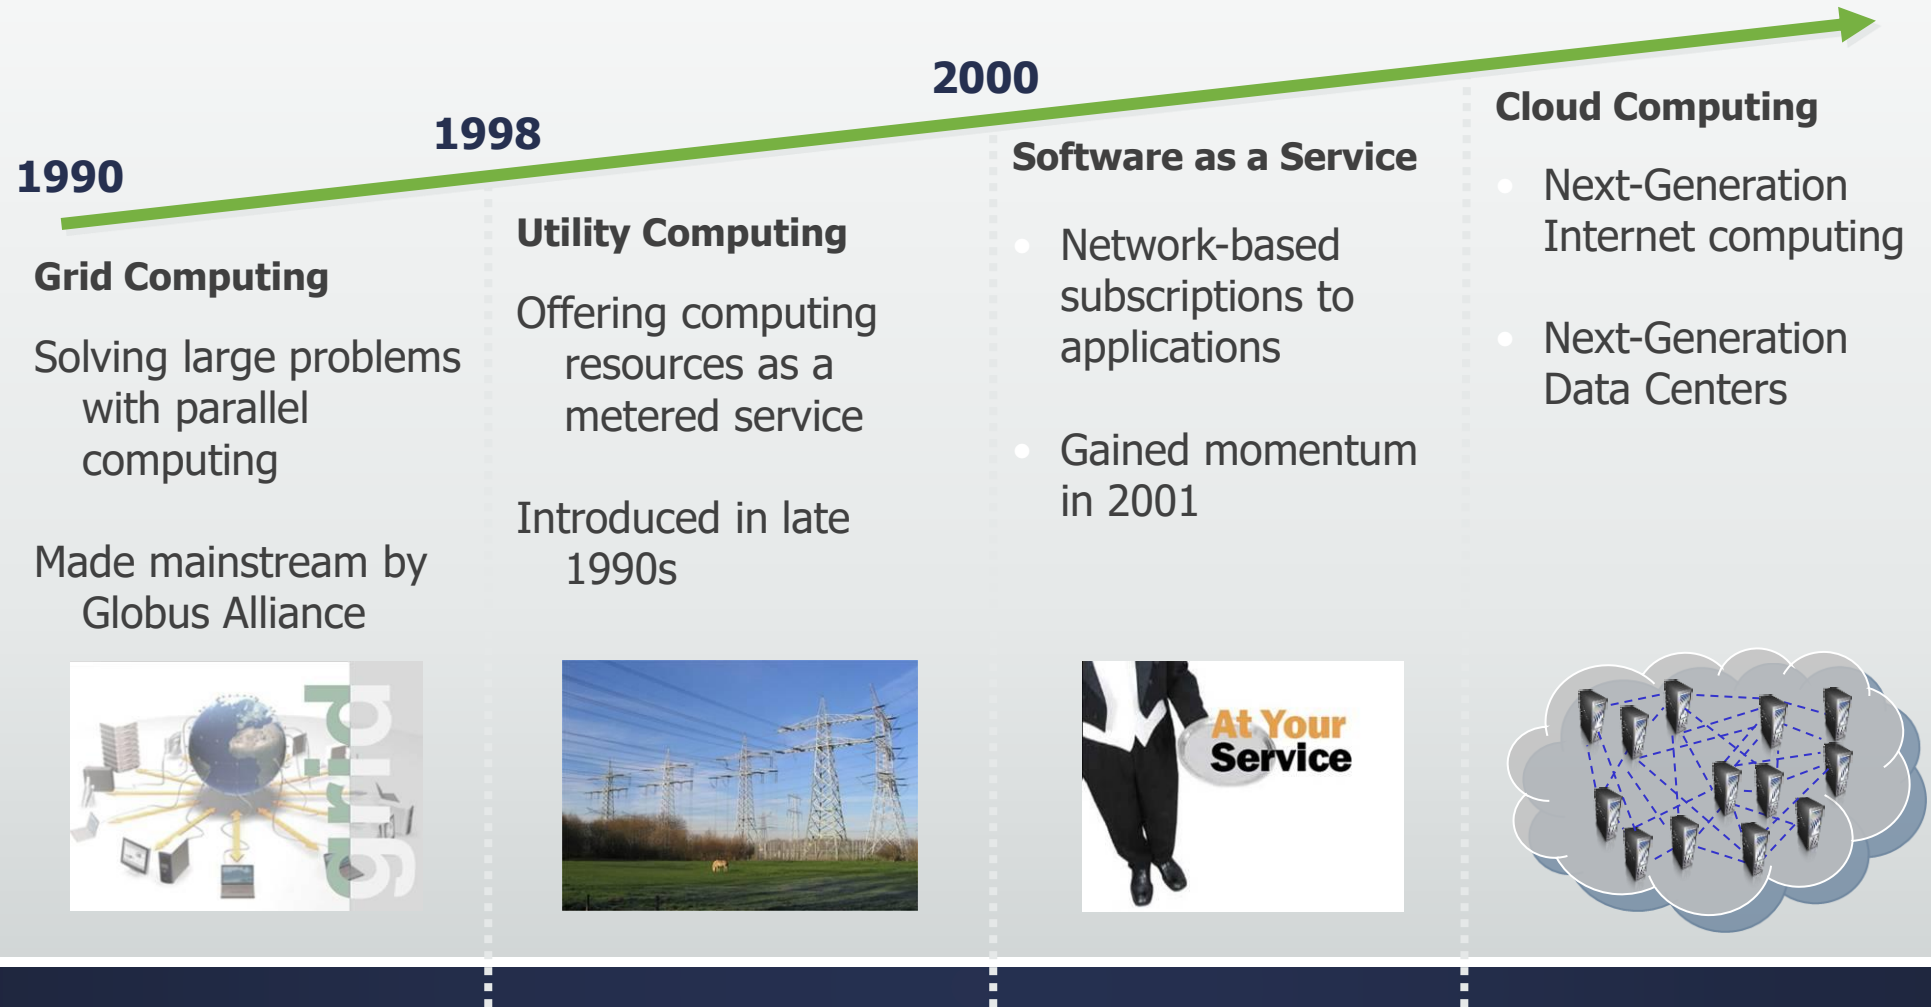 1990
Grid Computing
Solving large problems
with parallel
computing
Made mainstream by
Globus Alliance
grid
1998
Utility Computing
Offering computing
resources as a
metered service
Introduced in late
1990s
2000
Software as a Service
• Network-based
subscriptions to
applications
• Gained momentum
in 2001
At Your
Service
Cloud Computing
• Next-Generation
Internet computing
• Next-Generation
Data Centers